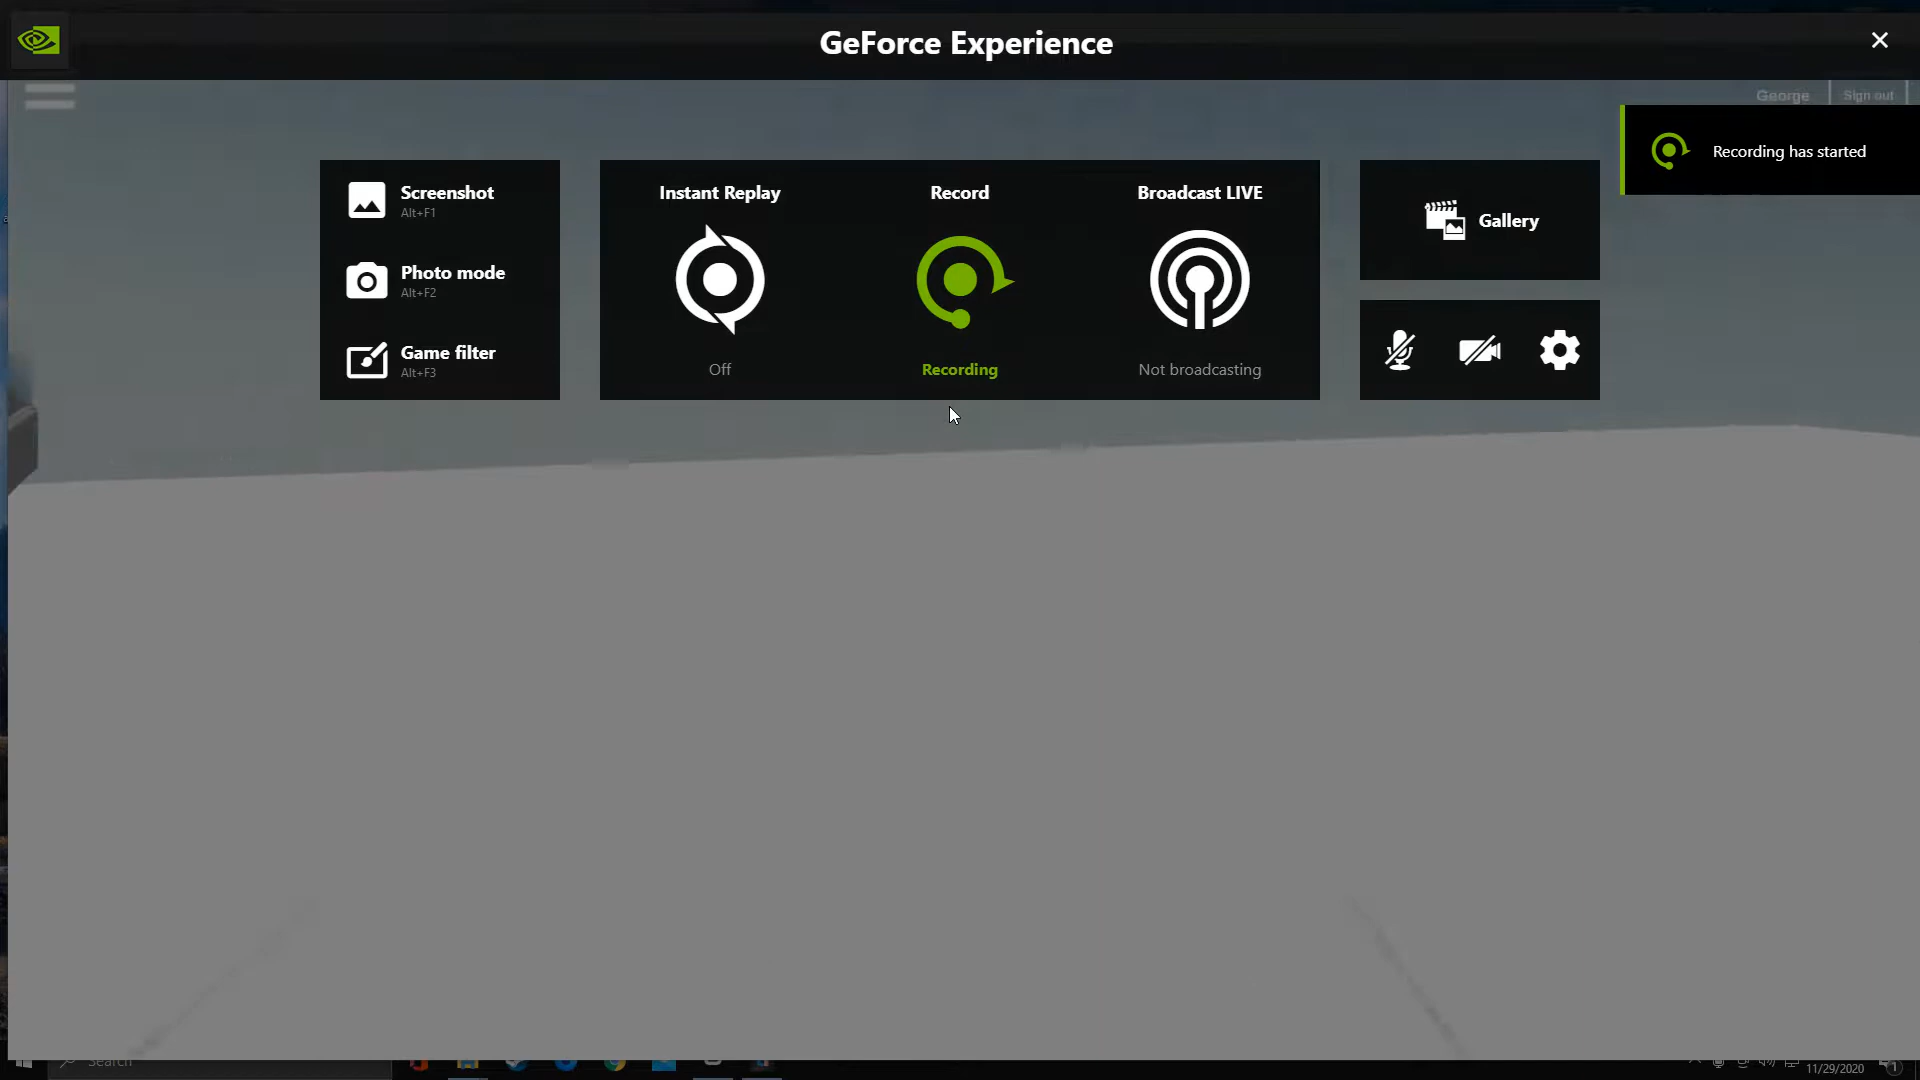 GeForce Experience
George
Sign out
Recording has started
Screenshot
Alt+F1
Photo mode
Alt+F2
Game filter
Alt+F3
Instant Replay
Off
Record
Recording
Broadcast LIVE
Not broadcasting
Gallery
Search
11/29/2020
1